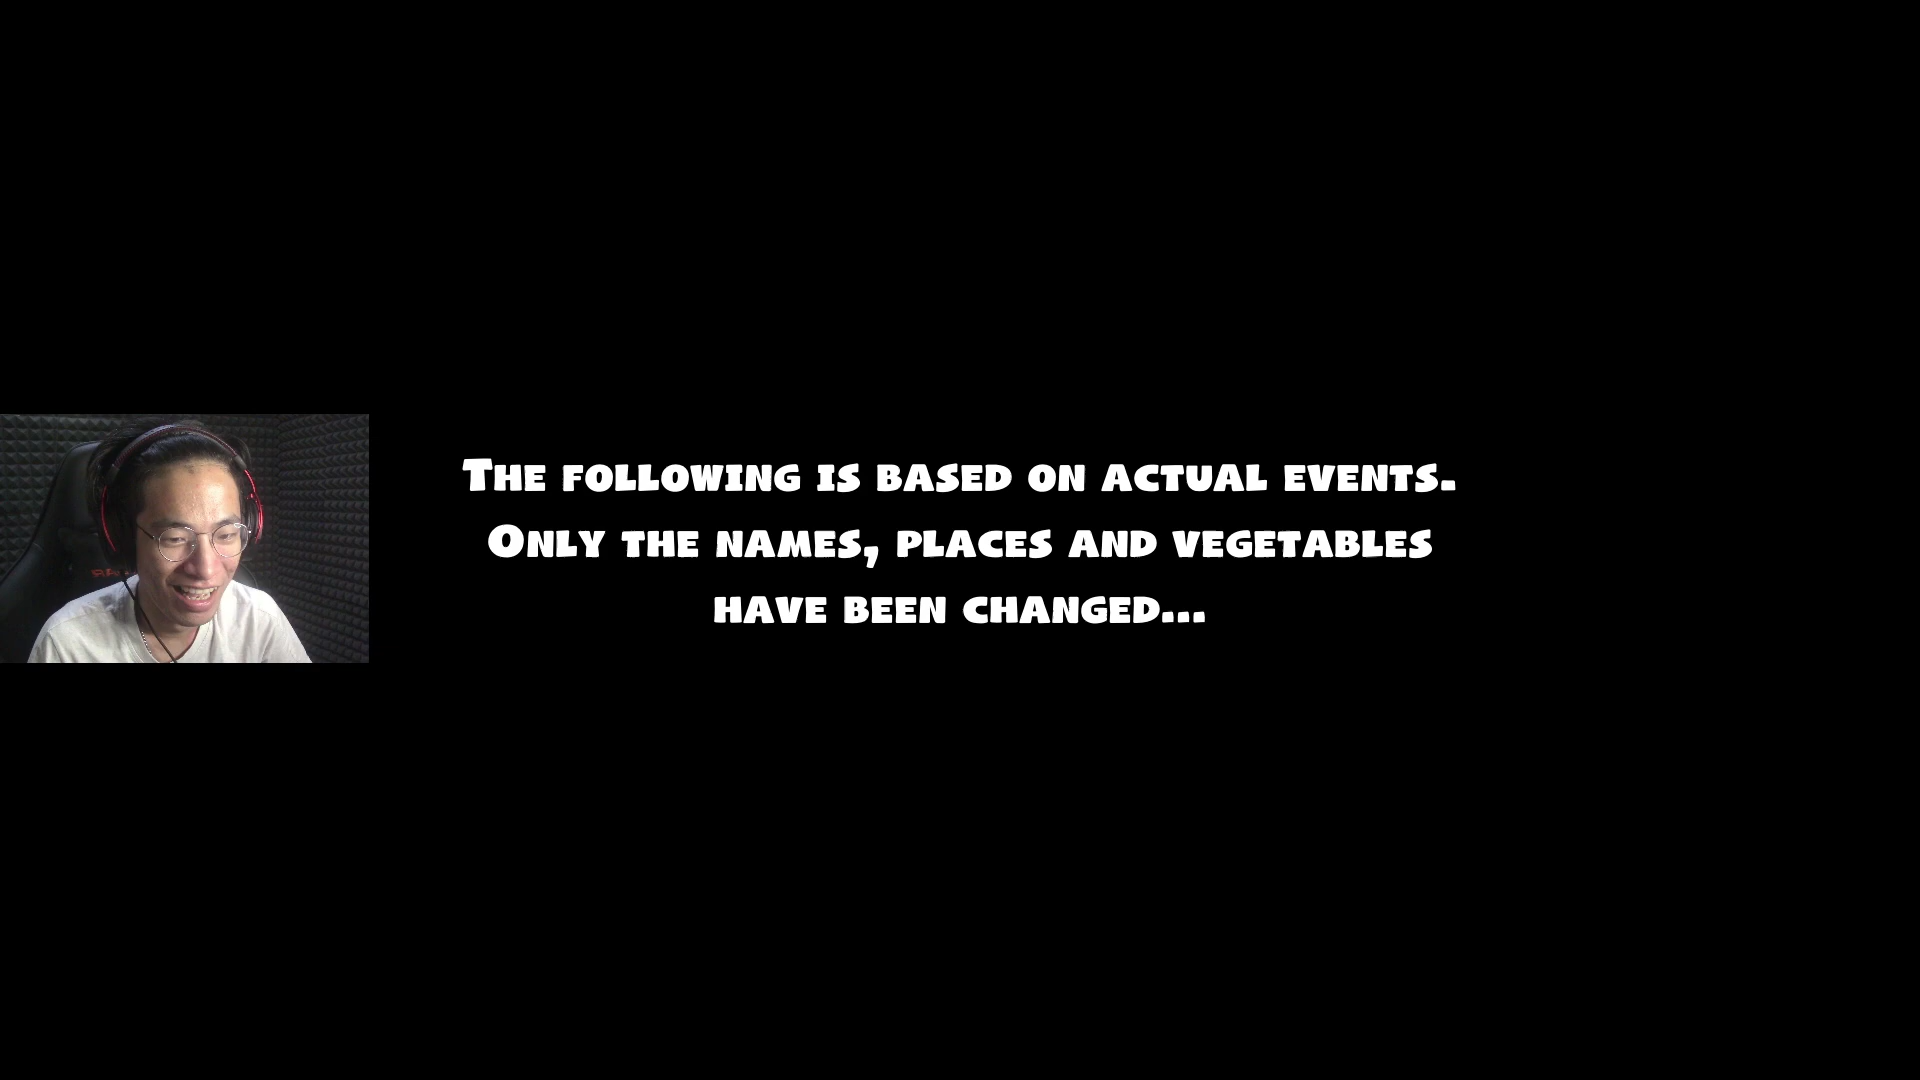 The following is based on actual events.
Only the names, places and vegetables
have been changed...